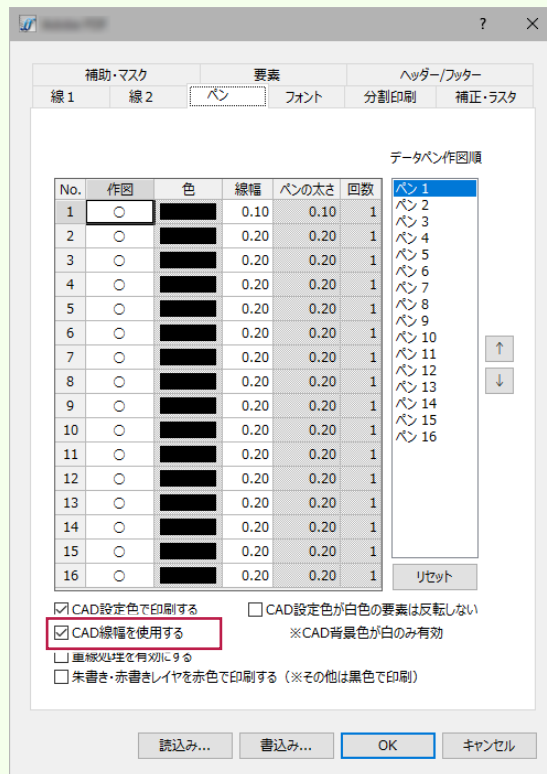 ? ×
補助・マスク 要素 ヘッダー/フッター
線1 線2 ペン フォント 分割印刷 補正・ラスタ
データペン作図順
No. 作図 色 線幅 ペンの太さ 回数
1 ○ 0.10 0.10 1
2 ○ 0.20 0.20 1
3 ○ 0.20 0.20 1
4 ○ 0.20 0.20 1
5 ○ 0.20 0.20 1
6 ○ 0.20 0.20 1
7 ○ 0.20 0.20 1
8 ○ 0.20 0.20 1
9 ○ 0.20 0.20 1
10 ○ 0.20 0.20 1
11 ○ 0.20 0.20 1
12 ○ 0.20 0.20 1
13 ○ 0.20 0.20 1
14 ○ 0.20 0.20 1
15 ○ 0.20 0.20 1
16 ○ 0.20 0.20 1
ペン 1
ペン 2
ペン 3
ペン 4
ペン 5
ペン 6
ペン 7
ペン 8
ペン 9
ペン 10
ペン 11
ペン 12
ペン 13
ペン 14
ペン 15
ペン 16
↑
↓
リセット
CAD設定色で印刷する CAD設定色が白色の要素は反転しない
CAD線幅を使用する ※CAD背景色が白のみ有効
重線処理を有効にする
朱書き・赤書きレイヤを赤色で印刷する（※その他は黒色で印刷）
読込み... 書込み... OK キャンセル